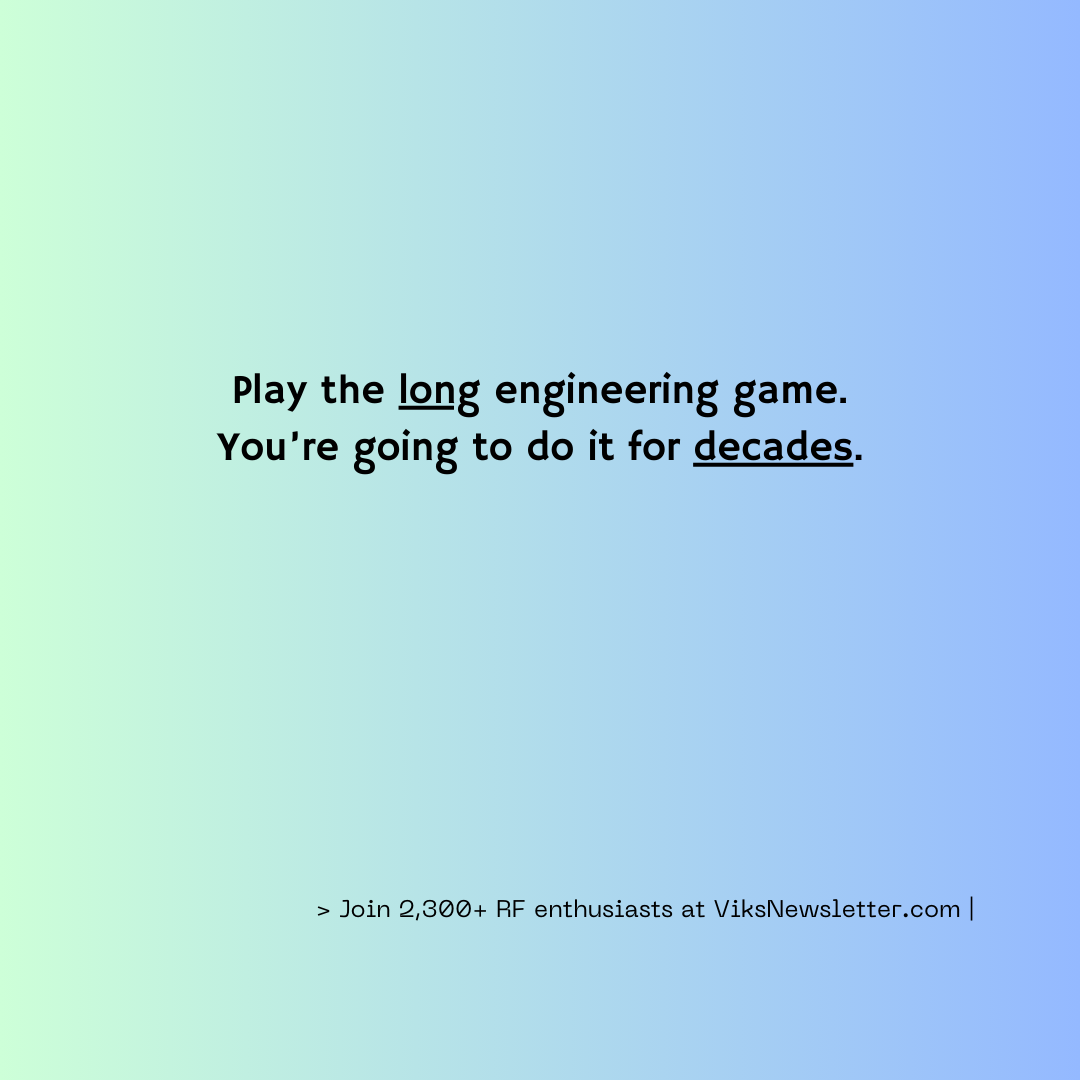 Play the long engineering game.
You’re going to do it for decades.
> Join 2,300+ RF enthusiasts at ViksNewsletter.com |